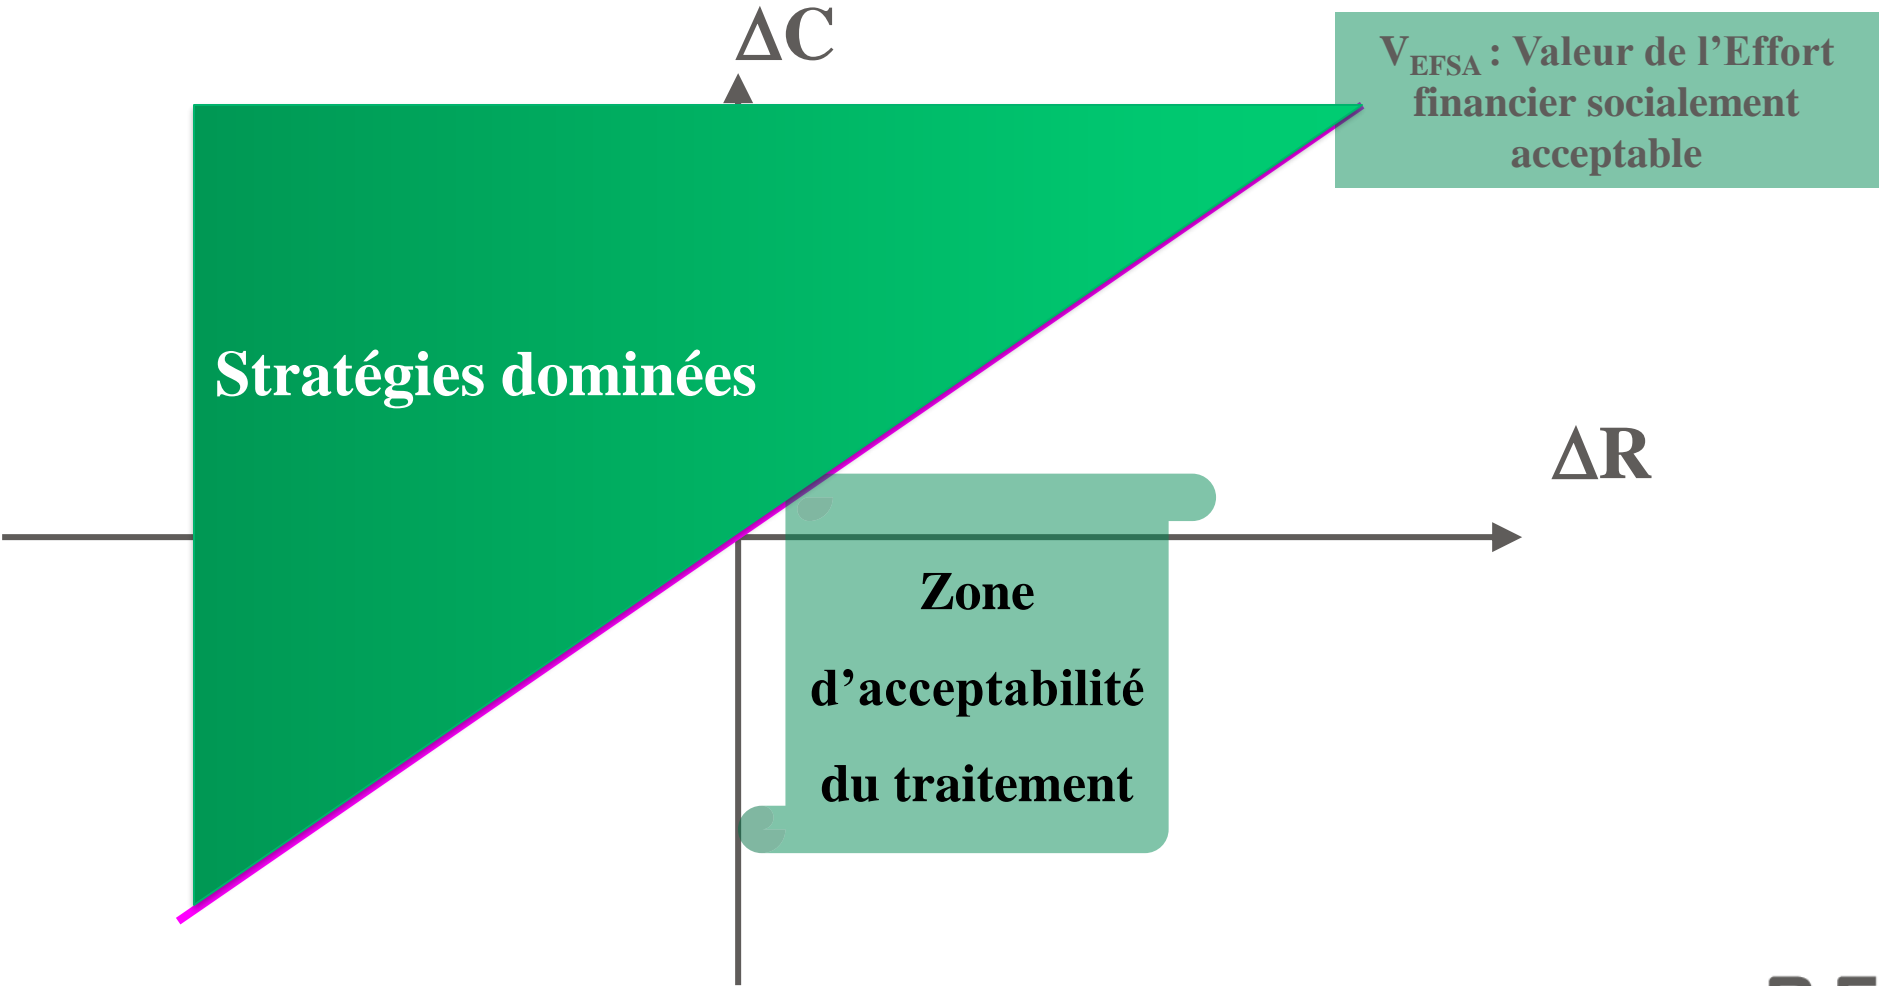 ΔC
V_EFSA : Valeur de l’Effort
financier socialement
acceptable
Stratégies dominées
ΔR
Zone
d’acceptabilité
du traitement